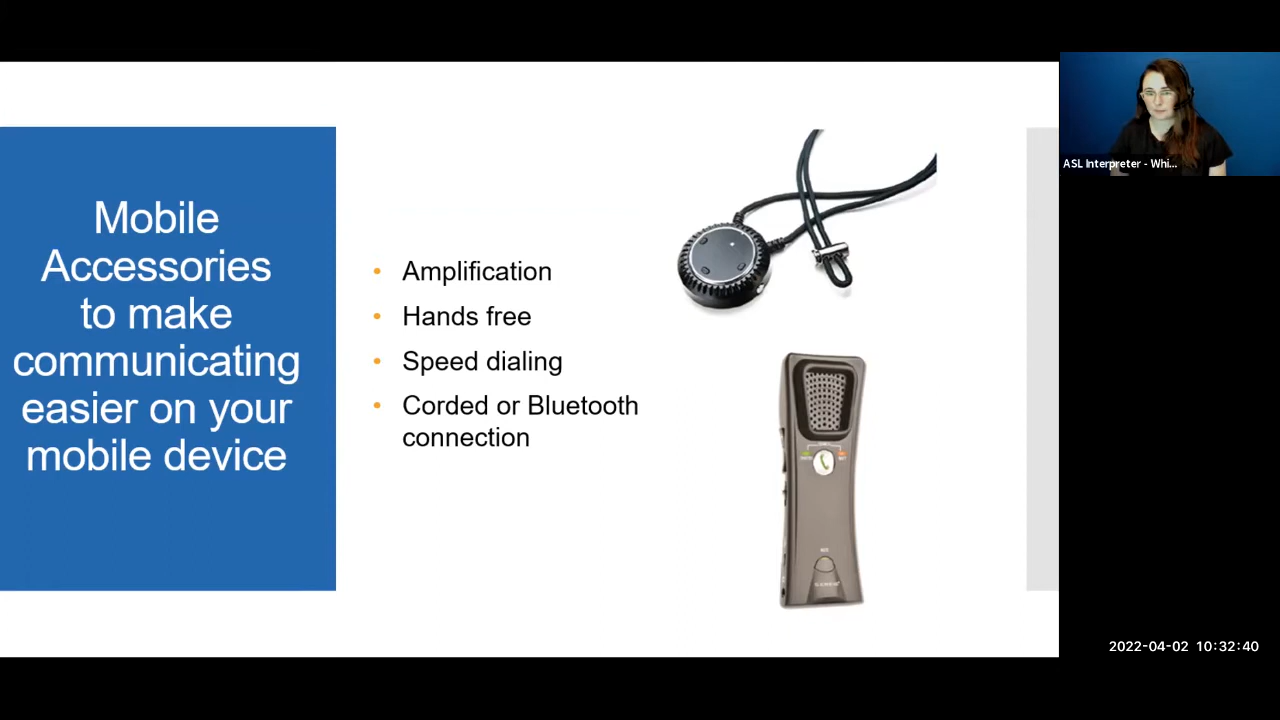 Mobile
Accessories
to make
communicating
easier on your
mobile device
• Amplification
• Hands free
• Speed dialing
• Corded or Bluetooth
connection
ASL Interpreter - Whi...
2022-04-02 10:32:40